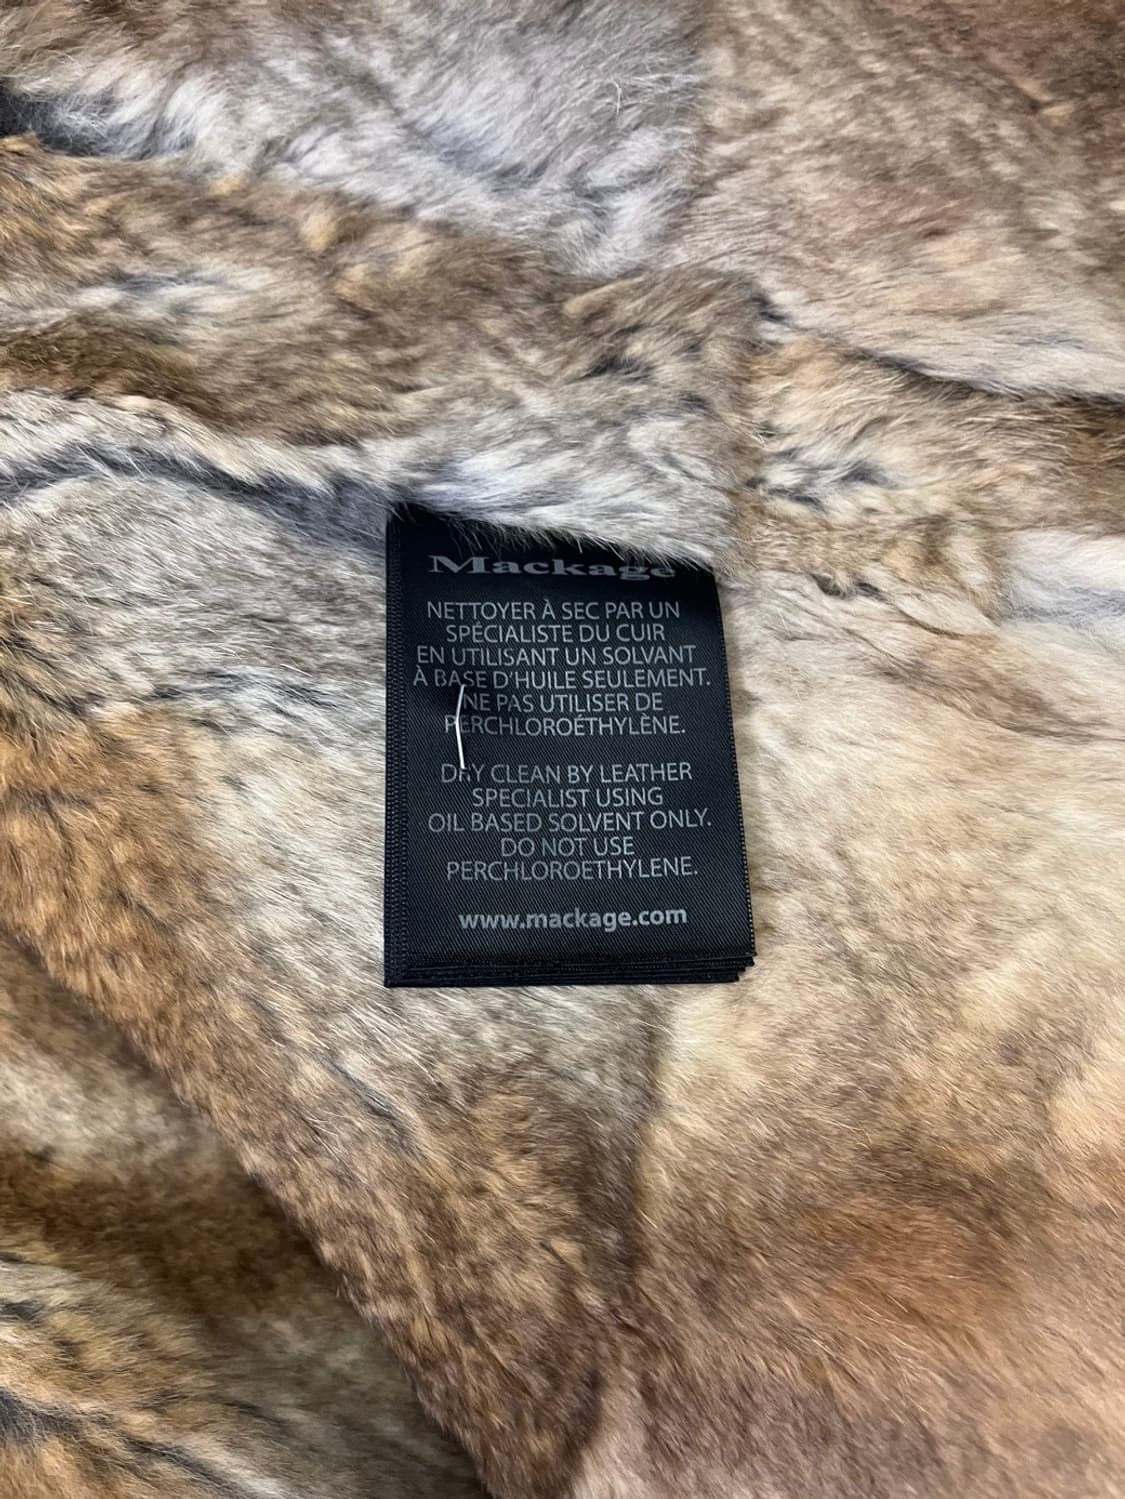 Mackage
NETTOYER À SEC PAR UN
SPÉCIALISTE DU CUIR
EN UTILISANT UN SOLVANT
À BASE D'HUILE SEULEMENT.
NE PAS UTILISER DE
PERCHLOROÉTHYLÈNE.
DRY CLEAN BY LEATHER
SPECIALIST USING
OIL BASED SOLVENT ONLY.
DO NOT USE
PERCHLOROETHYLENE.
www.mackage.com